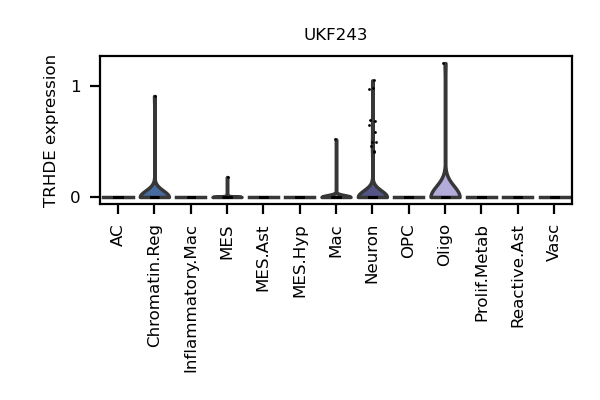 UKF243
TRHDE expression
1
0
AC
Chromatin.Reg
Inflammatory.Mac
MES
MES.Ast
MES.Hyp
Mac
Neuron
OPC
Oligo
Prolif.Metab
Reactive.Ast
Vasc